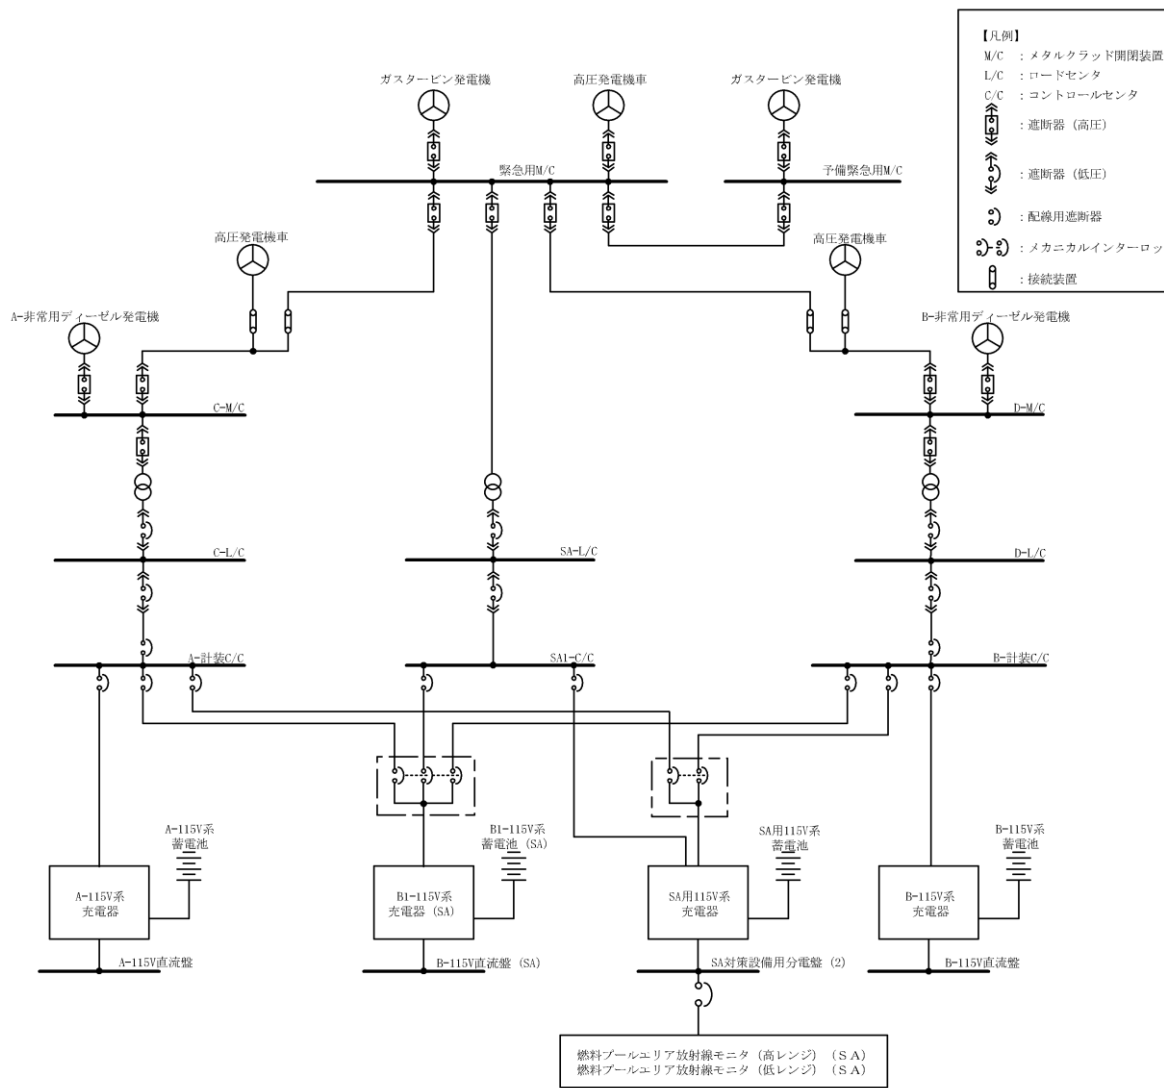 【凡例】
M/C ：メタルクラッド開閉装置
L/C ：ロードセンタ
C/C ：コントロールセンタ
：遮断器（高圧）
：遮断器（低圧）
：配線用遮断器
：メカニカルインターロッ
：接続装置
ガスタービン発電機
高圧発電機車
ガスタービン発電機
緊急用M/C
予備緊急用M/C
高圧発電機車
高圧発電機車
A-非常用ディーゼル発電機
B-非常用ディーゼル発電機
C-M/C
D-M/C
C-L/C
SA-L/C
D-L/C
A-計装C/C
SA1-C/C
B-計装C/C
A-115V系
蓄電池
B1-115V系
蓄電池（SA）
SA用115V系
蓄電池
B-115V系
蓄電池
A-115V系
充電器
B1-115V系
充電器（SA）
SA用115V系
充電器
B-115V系
充電器
A-115V直流盤
B-115V直流盤（SA）
SA対策設備用分電盤（2）
B-115V直流盤
燃料プールエリア放射線モニタ（高レンジ）（ＳＡ）
燃料プールエリア放射線モニタ（低レンジ）（ＳＡ）